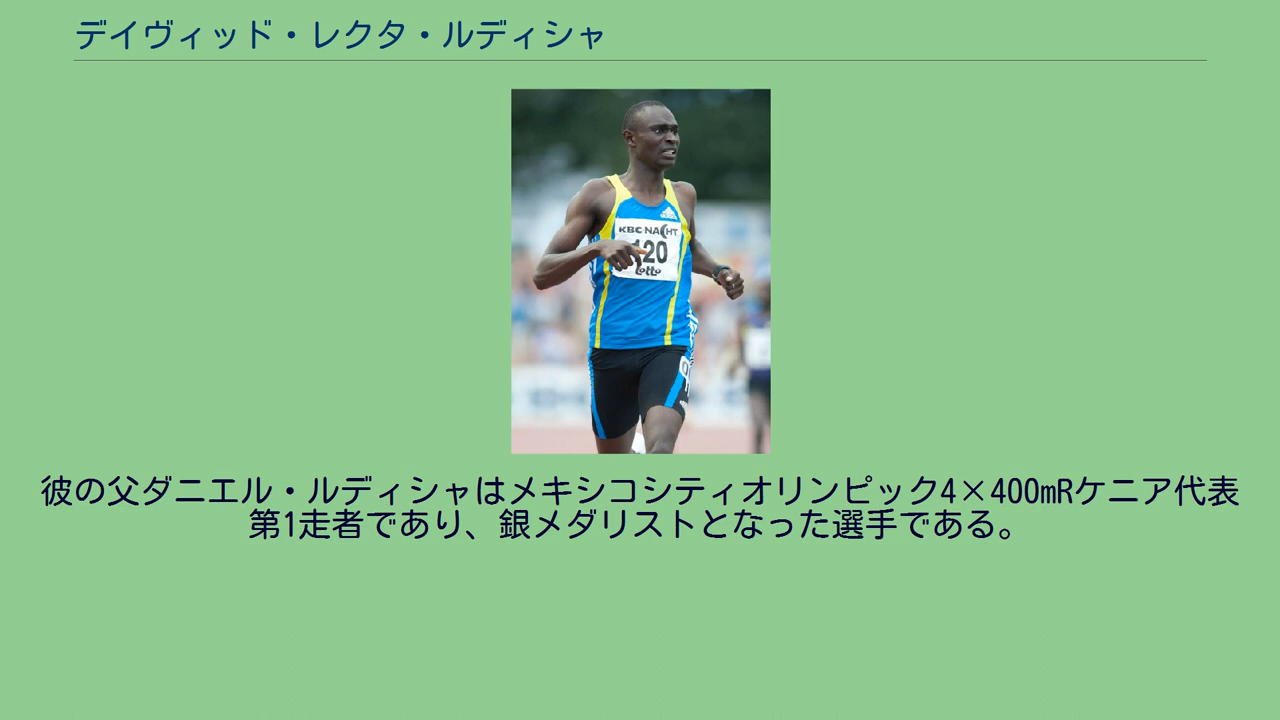 デイヴィッド・レクタ・ルディシャ
KBC NACHT
120
Lotto
彼の父ダニエル・ルディシャはメキシコシティオリンピック4×400mRケニア代表
第1走者であり、銀メダリストとなった選手である。